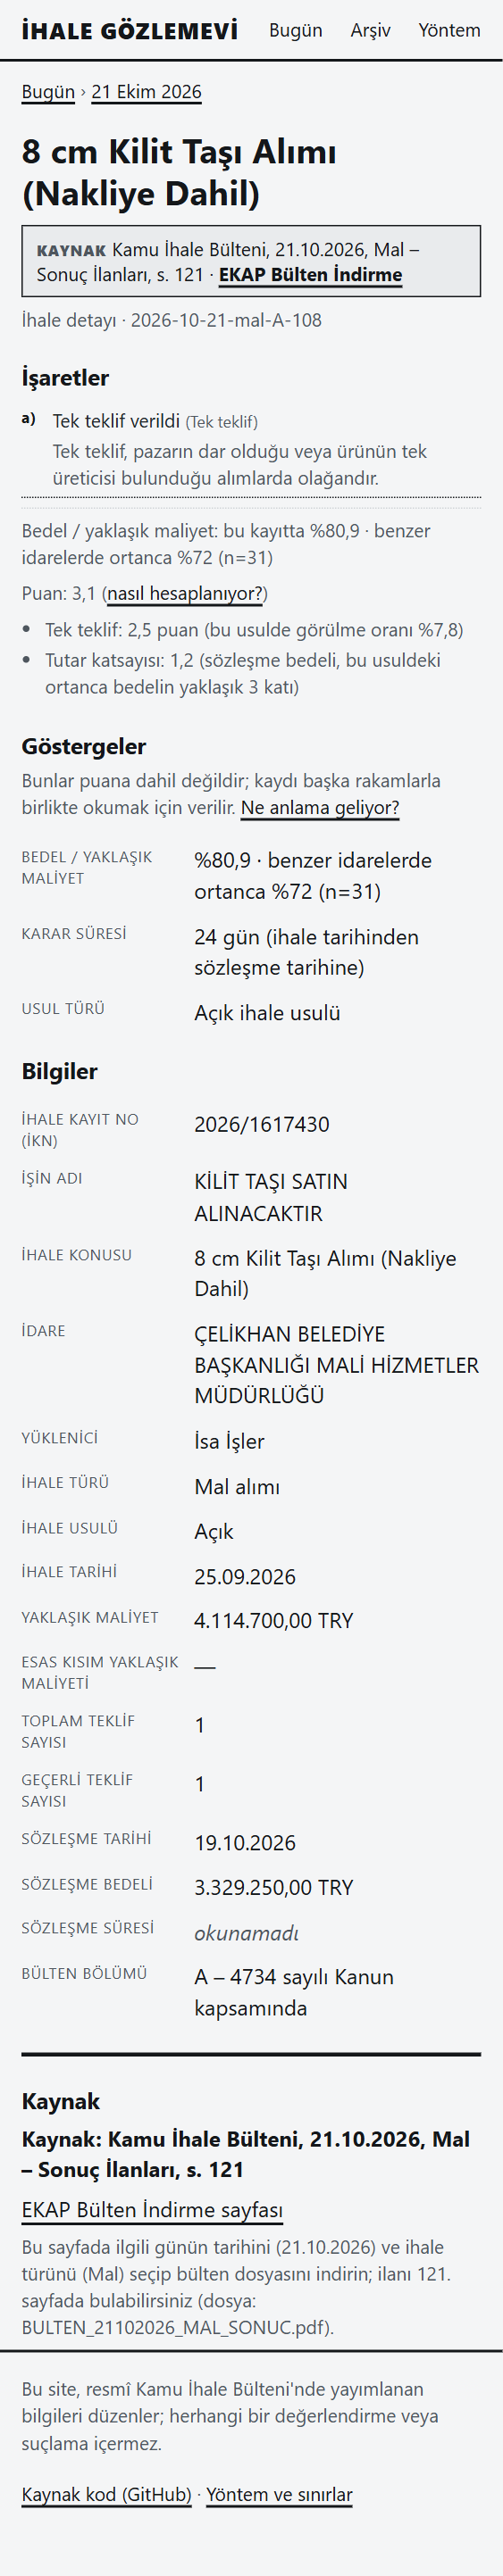 İHALE GÖZLEMEVİ Bugün Arşiv Yöntem
Bugün › 21 Ekim 2026
8 cm Kilit Taşı Alımı
(Nakliye Dahil)
KAYNAK Kamu İhale Bülteni, 21.10.2026, Mal –
Sonuç İlanları, s. 121 · EKAP Bülten İndirme
İhale detayı · 2026-10-21-mal-A-108
İşaretler
a) Tek teklif verildi (Tek teklif)
Tek teklif, pazarın dar olduğu veya ürünün tek
üreticisi bulunduğu alımlarda olağandır.
Bedel / yaklaşık maliyet: bu kayıtta %80,9 · benzer
idarelerde ortanca %72 (n=31)
Puan: 3,1 (nasıl hesaplanıyor?)
• Tek teklif: 2,5 puan (bu usulde görülme oranı %7,8)
• Tutar katsayısı: 1,2 (sözleşme bedeli, bu usuldeki
ortanca bedelin yaklaşık 3 katı)
Göstergeler
Bunlar puana dahil değildir; kaydı başka rakamlarla
birlikte okumak için verilir. Ne anlama geliyor?
BEDEL / YAKLAŞIK
MALİYET
%80,9 · benzer idarelerde
ortanca %72 (n=31)
KARAR SÜRESİ
24 gün (ihale tarihinden
sözleşme tarihine)
USUL TÜRÜ
Açık ihale usulü
Bilgiler
İHALE KAYIT NO
(İKN)
2026/1617430
İŞİN ADI
KİLİT TAŞI SATIN
ALINACAKTIR
İHALE KONUSU
8 cm Kilit Taşı Alımı (Nakliye
Dahil)
İDARE
ÇELİKHAN BELEDİYE
BAŞKANLIĞI MALİ HİZMETLER
MÜDÜRLÜĞÜ
YÜKLENİCİ
İsa İşler
İHALE TÜRÜ
Mal alımı
İHALE USULÜ
Açık
İHALE TARİHİ
25.09.2026
YAKLAŞIK MALİYET
4.114.700,00 TRY
ESAS KISIM YAKLAŞIK
MALİYETİ
—
TOPLAM TEKLİF
SAYISI
1
GEÇERLİ TEKLİF
SAYISI
1
SÖZLEŞME TARİHİ
19.10.2026
SÖZLEŞME BEDELİ
3.329.250,00 TRY
SÖZLEŞME SÜRESİ
okunamadı
BÜLTEN BÖLÜMÜ
A – 4734 sayılı Kanun
kapsamında
Kaynak
Kaynak: Kamu İhale Bülteni, 21.10.2026, Mal
– Sonuç İlanları, s. 121
EKAP Bülten İndirme sayfası
Bu sayfada ilgili günün tarihini (21.10.2026) ve ihale
türünü (Mal) seçip bülten dosyasını indirin; ilanı 121.
sayfada bulabilirsiniz (dosya:
BULTEN_21102026_MAL_SONUC.pdf).
Bu site, resmî Kamu İhale Bülteni'nde yayımlanan
bilgileri düzenler; herhangi bir değerlendirme veya
suçlama içermez.
Kaynak kod (GitHub) · Yöntem ve sınırlar